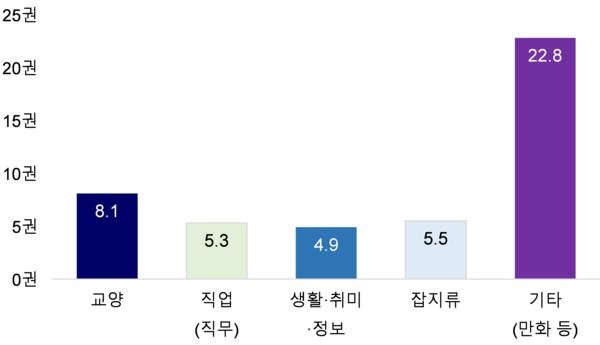 25권
20권
15권
10권
5권
0권
8.1
5.3
4.9
5.5
22.8
교양
직업
(직무)
생활·취미
·정보
잡지류
기타
(만화 등)